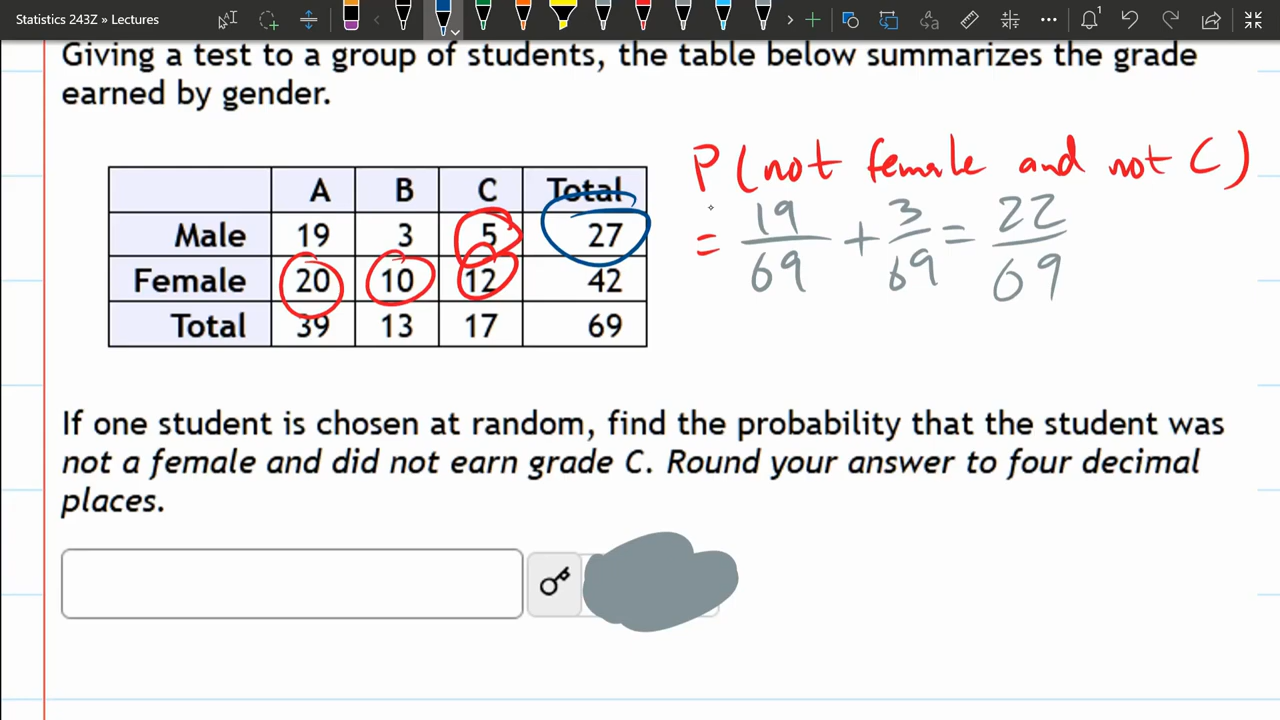 Statistics 243Z » Lectures
Giving a test to a group of students, the table below summarizes the grade
earned by gender.
A B C Total
Male 19 3 5 27
Female 20 10 12 42
Total 39 13 17 69
P (not female and not C)
= 19/69 + 3/69 = 22/69
If one student is chosen at random, find the probability that the student was
not a female and did not earn grade C. Round your answer to four decimal
places.